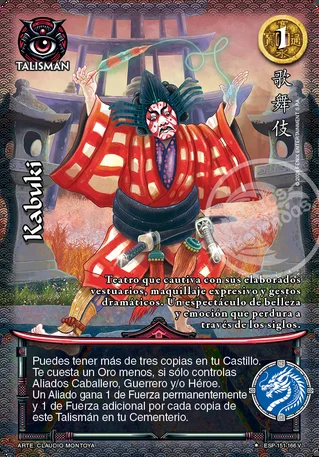 TALISMAN
1
歌舞伎
Kabuki
Teatro que cautiva con sus elaborados
vestuarios, maquillaje expresivo y gestos
dramáticos. Un espectáculo de belleza
y emoción que perdura a
través de los siglos.
Puedes tener más de tres copias en tu Castillo.
Te cuesta un Oro menos, si sólo controlas
Aliados Caballero, Guerrero y/o Héroe.
Un Aliado gana 1 de Fuerza permanentemente
y 1 de Fuerza adicional por cada copia de
este Talismán en tu Cementerio.
ARTE: CLAUDIO MONTOYA
ESP-151-166 V